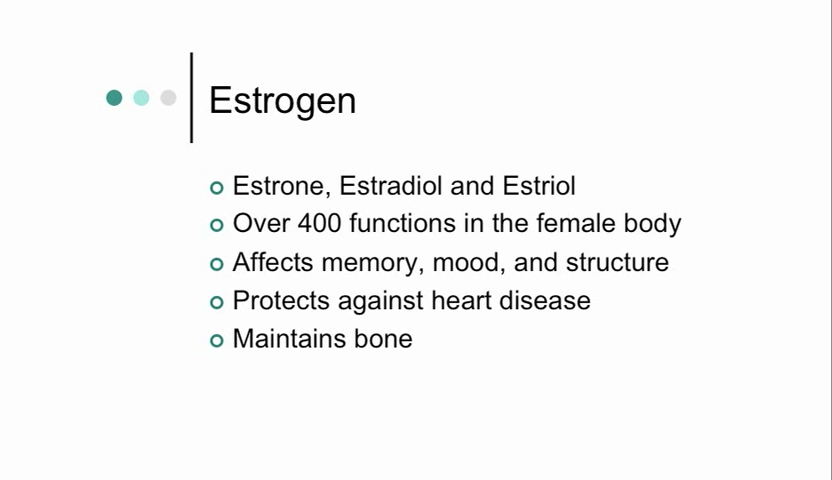 Estrogen
Estrone, Estradiol and Estriol
Over 400 functions in the female body
Affects memory, mood, and structure
Protects against heart disease
Maintains bone